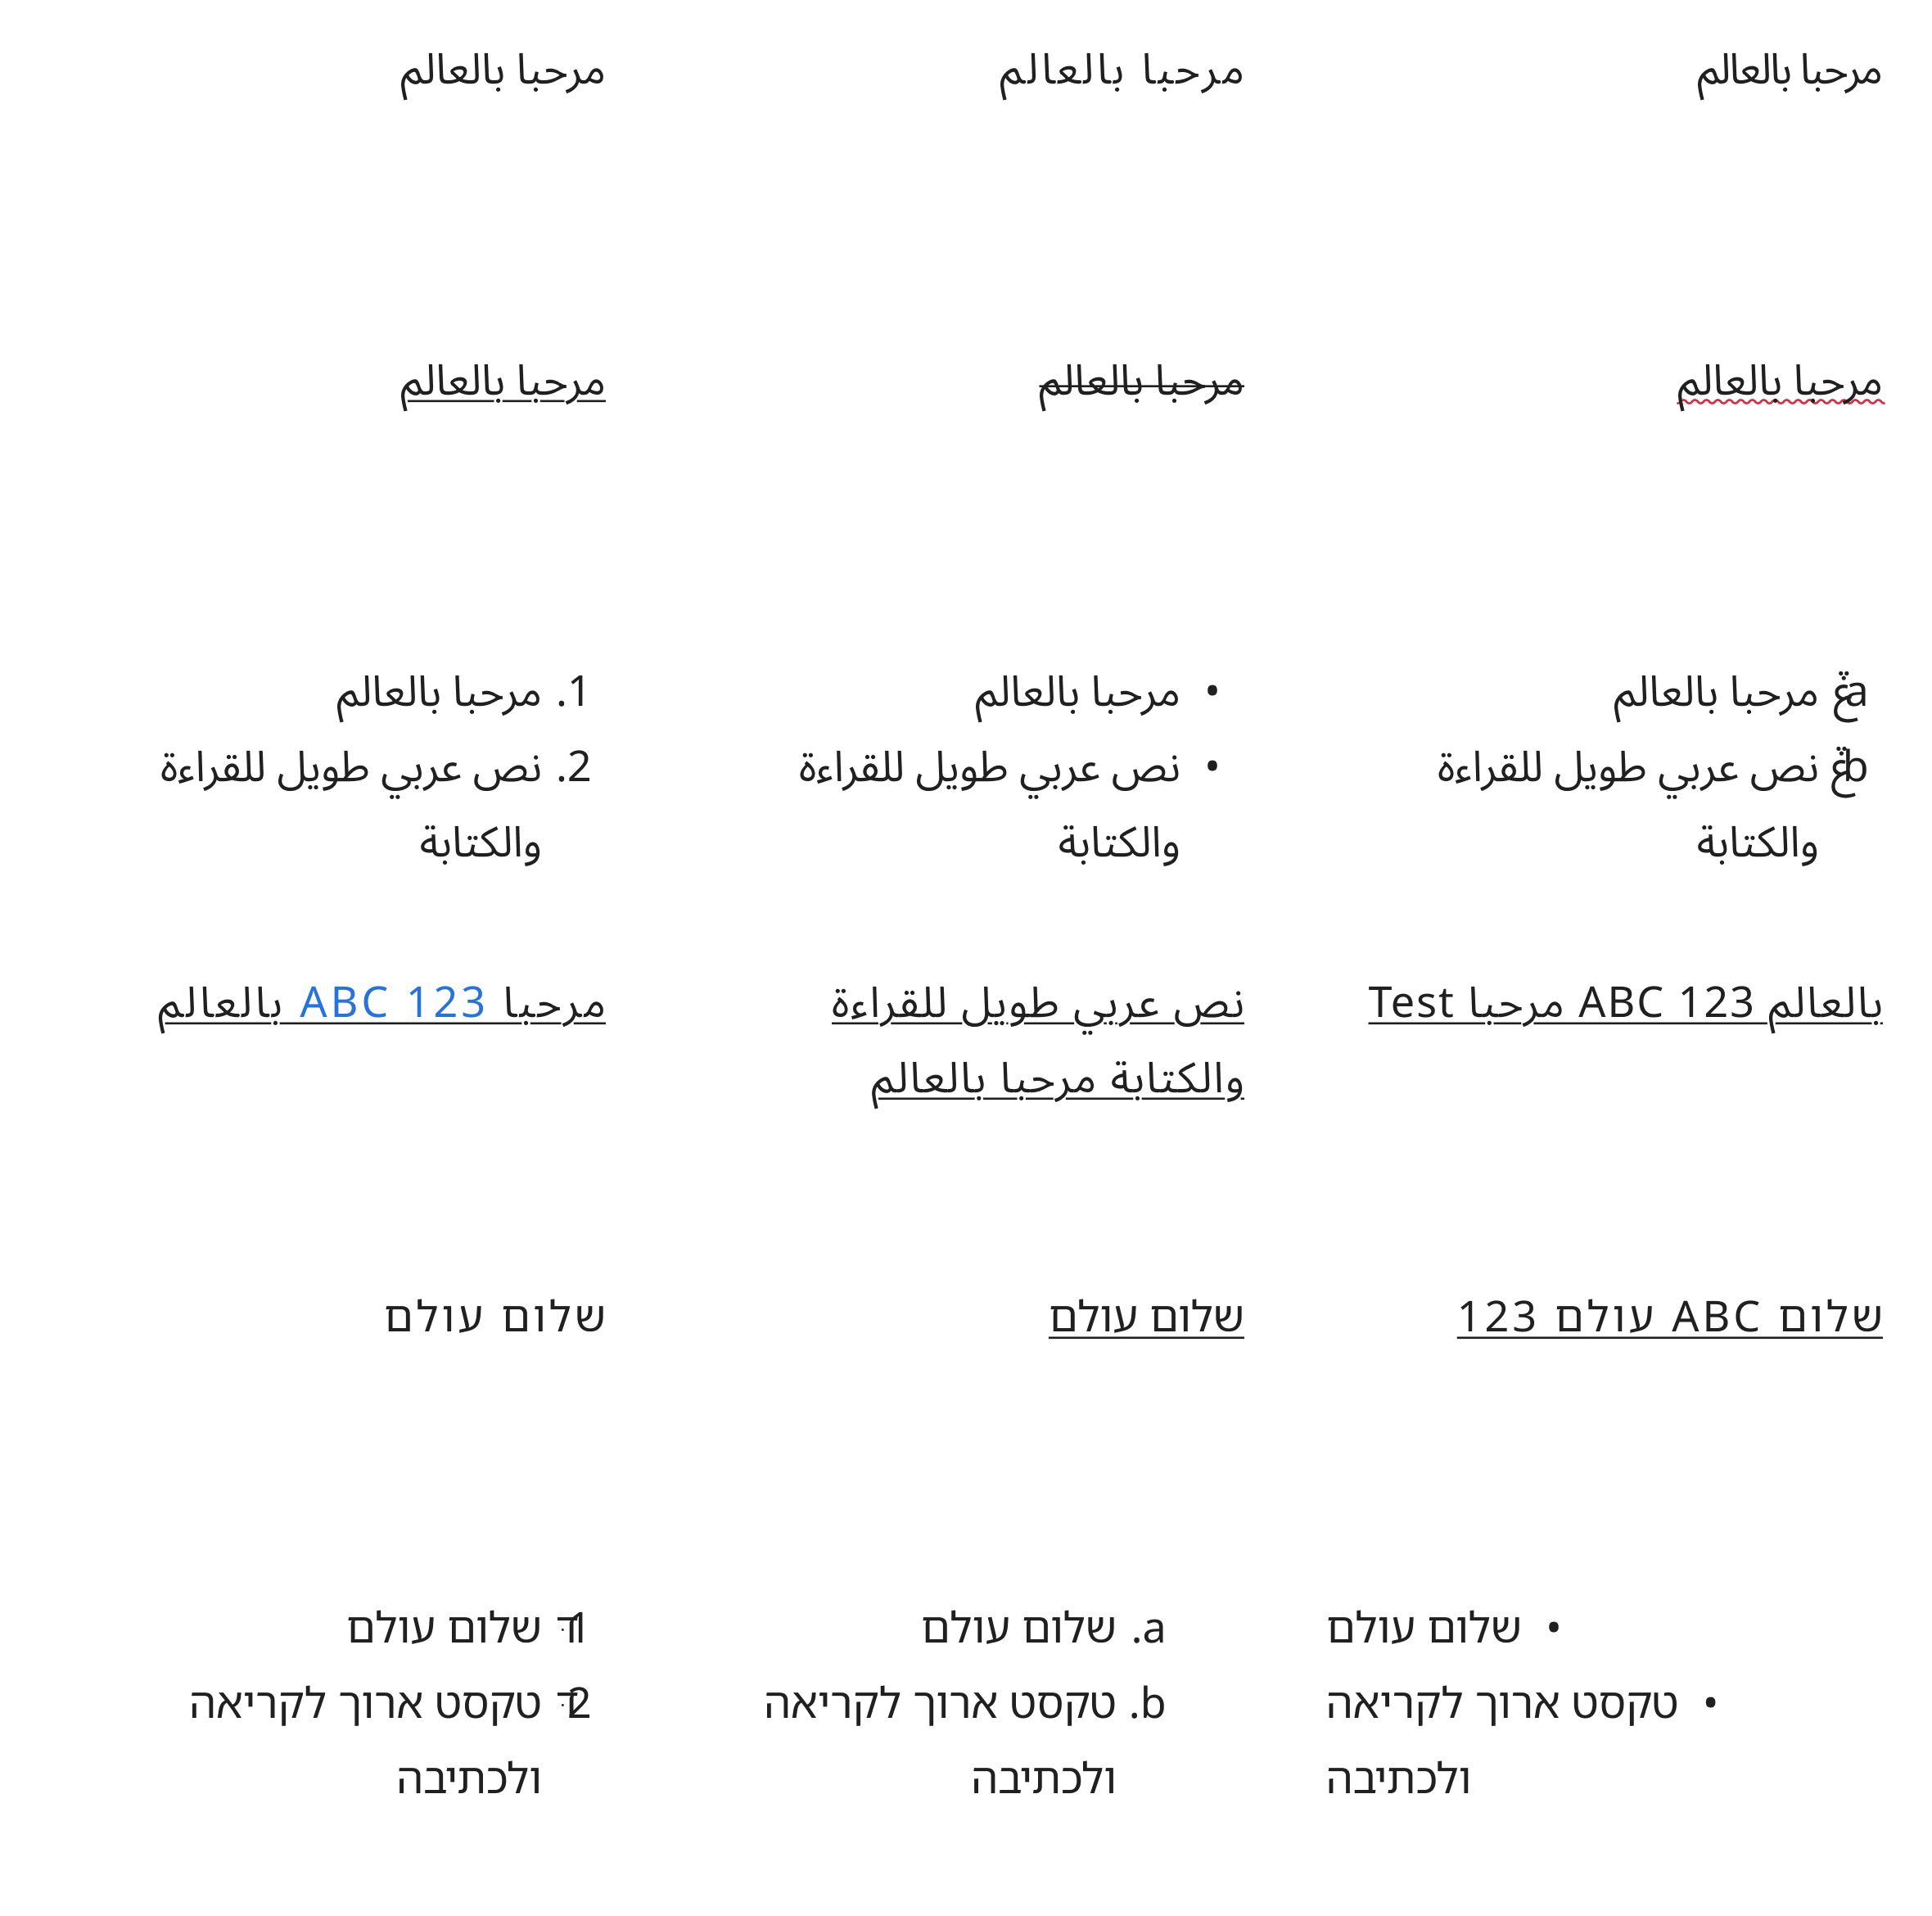 مرحبا بالعالم
مرحبا بالعالم
مرحبا بالعالم
مرحبا بالعالم
مرحبا بالعالم
مرحبا بالعالم
1. مرحبا بالعالم
2. نص عربي طويل للقراءة
والكتابة
• مرحبا بالعالم
• نص عربي طويل للقراءة
والكتابة
a مرحبا بالعالم
b نص عربي طويل للقراءة
والكتابة
مرحبا ABC 123 بالعالم
نص عربي طويل للقراءة
والكتابة مرحبا بالعالم
Test مرحبا ABC 123 بالعالم
שלום עולם
שלום עולם
שלום ABC עולם 123
1 שלום עולם
2 טקסט ארוך לקריאה
ולכתיבה
a. שלום עולם
b. טקסט ארוך לקריאה
ולכתיבה
• שלום עולם
• טקסט ארוך לקריאה
ולכתיבה